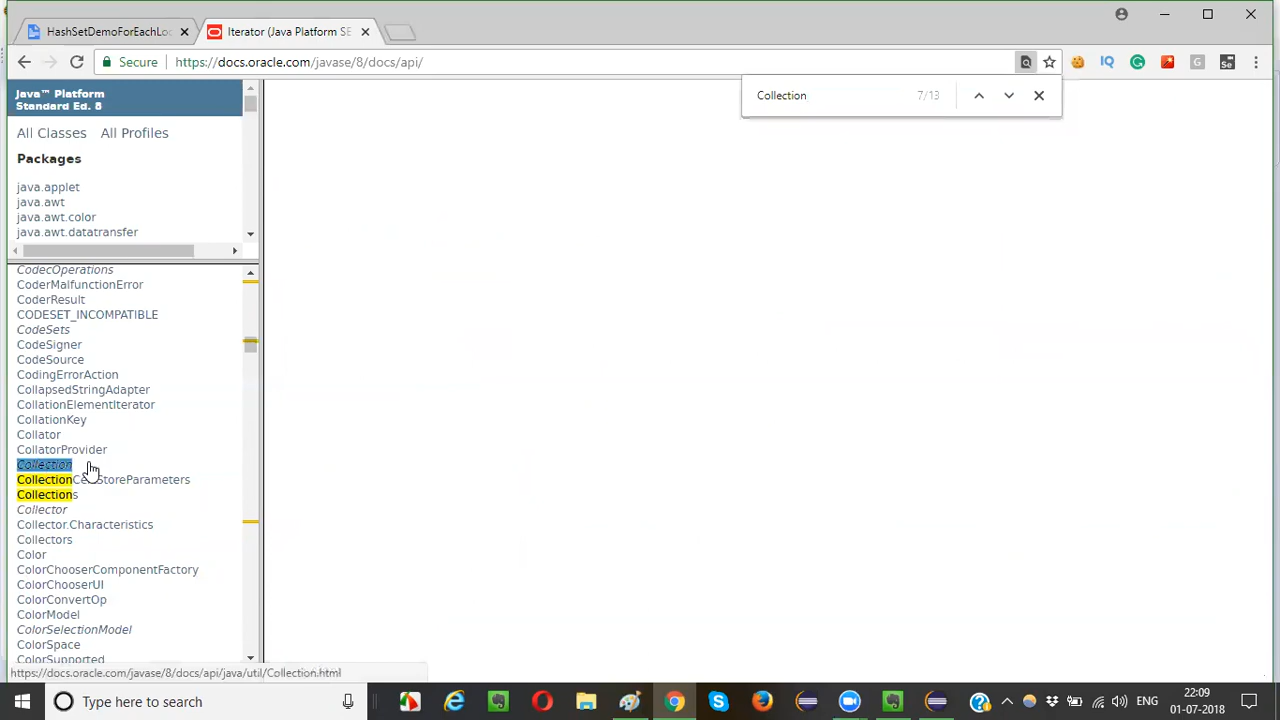 HashSetDemoForEachLoo
Iterator (Java Platform SE
Secure
https://docs.oracle.com/javase/8/docs/api/
Collection 7/13
Java™ Platform
Standard Ed. 8
All Classes All Profiles
Packages
java.applet
java.awt
java.awt.color
java.awt.datatransfer
CodecOperations
CoderMalfunctionError
CoderResult
CODESET_INCOMPATIBLE
CodeSets
CodeSigner
CodeSource
CodingErrorAction
CollapsedStringAdapter
CollationElementIterator
CollationKey
Collator
CollatorProvider
Collection
CollectionCertStoreParameters
Collections
Collector
Collector.Characteristics
Collectors
Color
ColorChooserComponentFactory
ColorChooserUI
ColorConvertOp
ColorModel
ColorSelectionModel
ColorSpace
ColorSupported
https://docs.oracle.com/javase/8/docs/api/java/util/Collection.html
Type here to search
ENG
22:09
01-07-2018